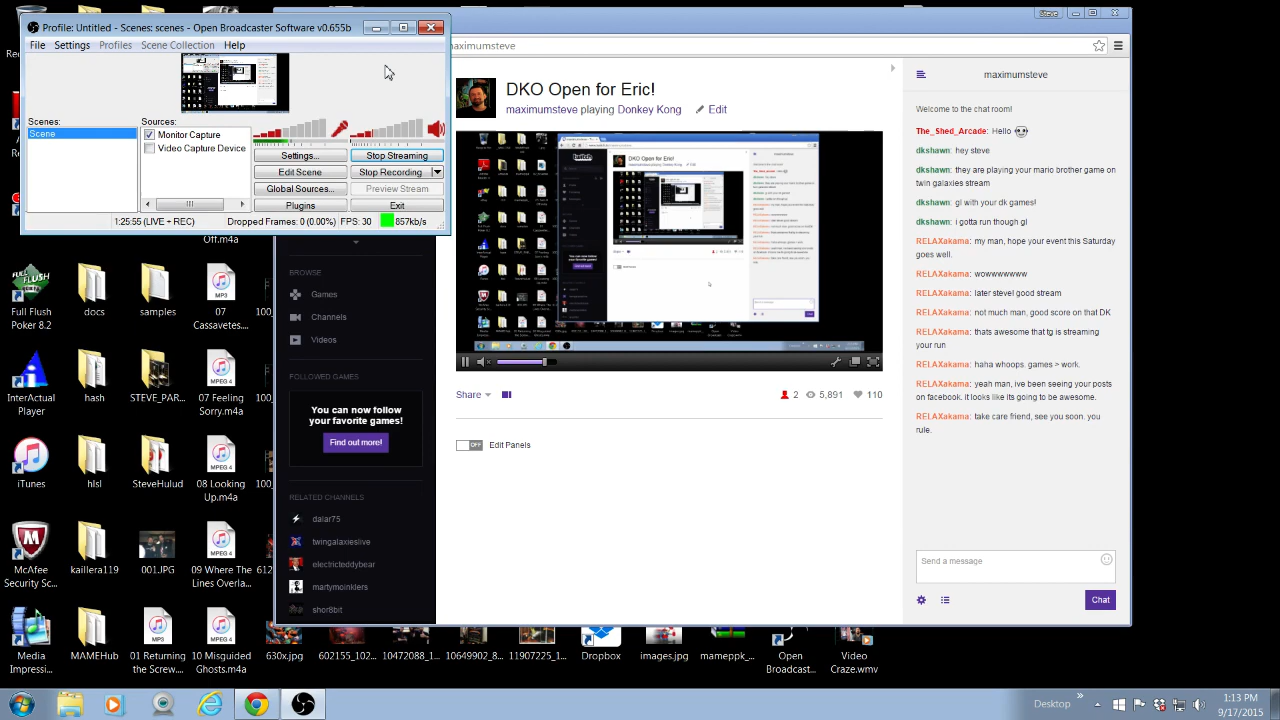 Profile: Untitled - Scenes: scenes - Open Broadcaster Software v0.655b
File Settings Profiles Scene Collection Help
Scenes:
Scene
Sources:
Monitor Capture
Video Capture Device
Settings...
Stop Streaming
Edit Scene
Stop Recording
Global Sources...
Preview Stream
Plugins
Exit
1:25:55 (LIVE + REC)
Dropped Frames: 0 (0.00%)
FPS: 30
857kb/s
Steve
maximumsteve
DKO Open for Eric!
maximumsteve playing Donkey Kong
Edit
Share
2
5,891
110
OFF
Edit Panels
BROWSE
Games
Channels
Videos
FOLLOWED GAMES
You can now follow
your favorite games!
Find out more!
RELATED CHANNELS
dalar75
twingalaxieslive
electricteddybear
martymoinklers
shor8bit
maximumsteve
Welcome to the chat room!
The_Shed_Arcade: Hello
dkshawn: hey steve
dkshawn: they are playing your mario brother game on
twin galaxies stream
dkshawn: gl with your dk games!
dkshawn: i gotta run though. gl
RELAXakama: hey man, hope your event this Saturday
goes well.
RELAXakama: wowwwwwww
RELAXakama: later steve, good stream
RELAXakama: not much man, good score on that DK
RELAXakama: its awesome that tg is streaming
your run
RELAXakama: haha whoops, games > work.
RELAXakama: yeah man, ive been seeing your posts
on facebook. it looks like its going to be awesome.
RELAXakama: take care friend, see you soon. you
rule.
Send a message
Chat
Off.m4a
Full Rush
docs
Samples
07
Cassetetes...
InterActual
Player
hlsh
STEVE_PAR...
07 Feeling
Sorry.m4a
iTunes
hlsl
SteveHulud
08 Looking
Up.m4a
McAfee
Security Sc...
kaillera119
001.JPG
09 Where The
Lines Overla...
Media
Impressi...
MAMEHub
01 Returning
the Screw...
10 Misguided
Ghosts.m4a
630x.jpg
602155_102...
10472088_1...
10649902_8...
11907225_1...
Dropbox
images.jpg
mameppk_...
Open
Broadcast...
Video
Craze.wmv
Desktop
1:13 PM
9/17/2015